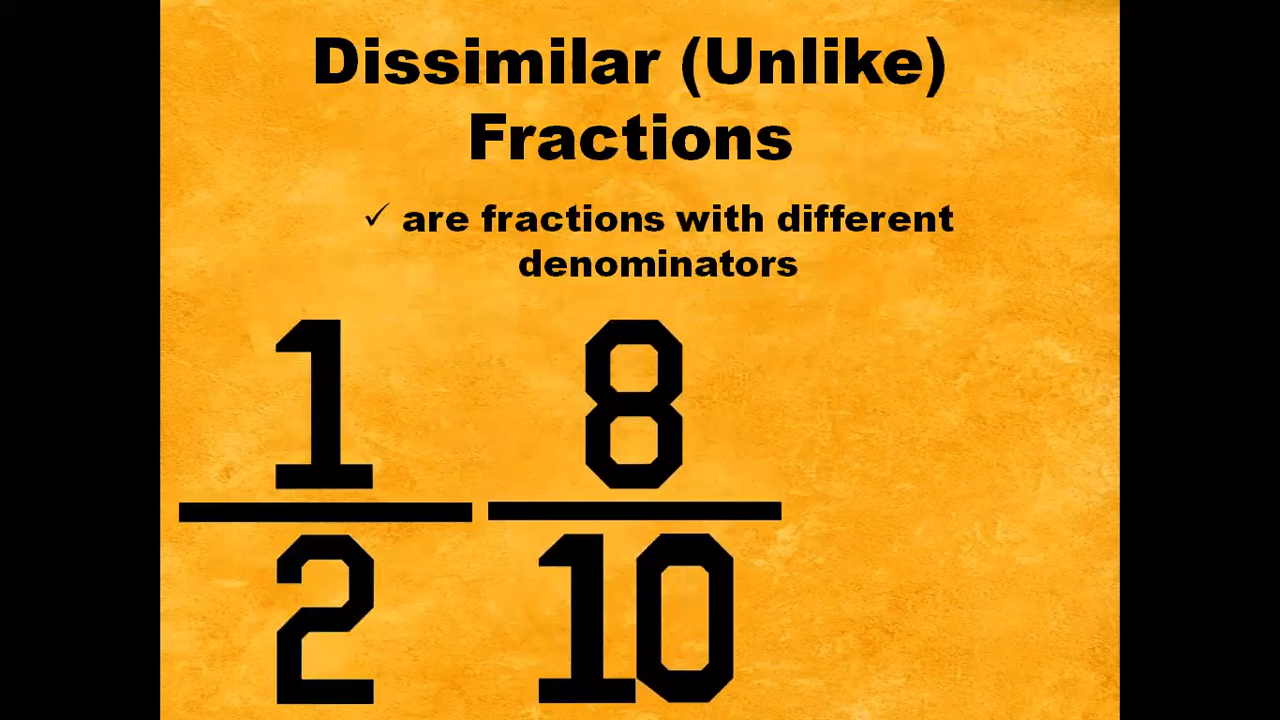 Dissimilar (Unlike)
Fractions
✓ are fractions with different
denominators
1 8
2 10